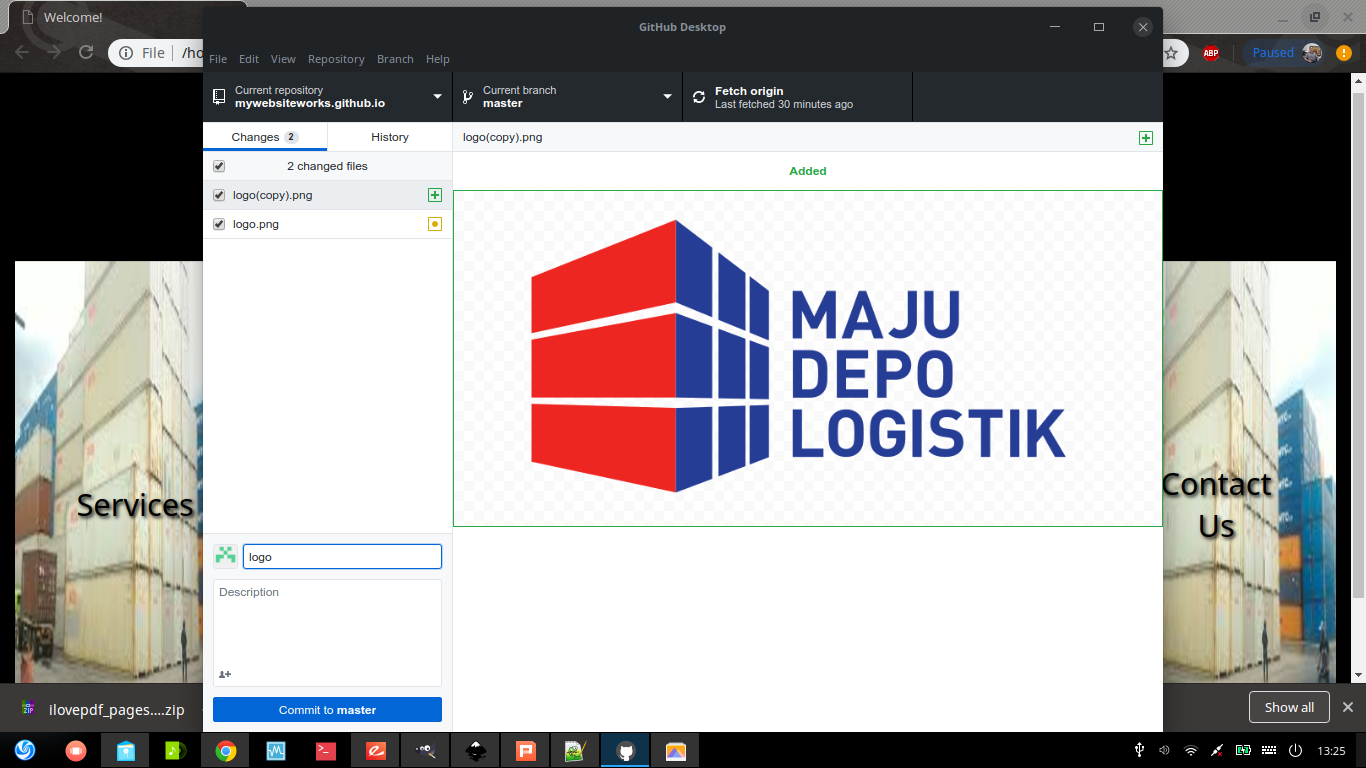 Welcome!
GitHub Desktop
File
/ho
ABP
Paused
File Edit View Repository Branch Help
Current repository
mywebsiteworks.github.io
Current branch
master
Fetch origin
Last fetched 30 minutes ago
Changes 2
History
logo(copy).png
2 changed files
Added
logo(copy).png
logo.png
MAJU
DEPO
LOGISTIK
Services
Contact
Us
logo
Description
Commit to master
ZIP
ilovepdf_pages....zip
Show all
13:25